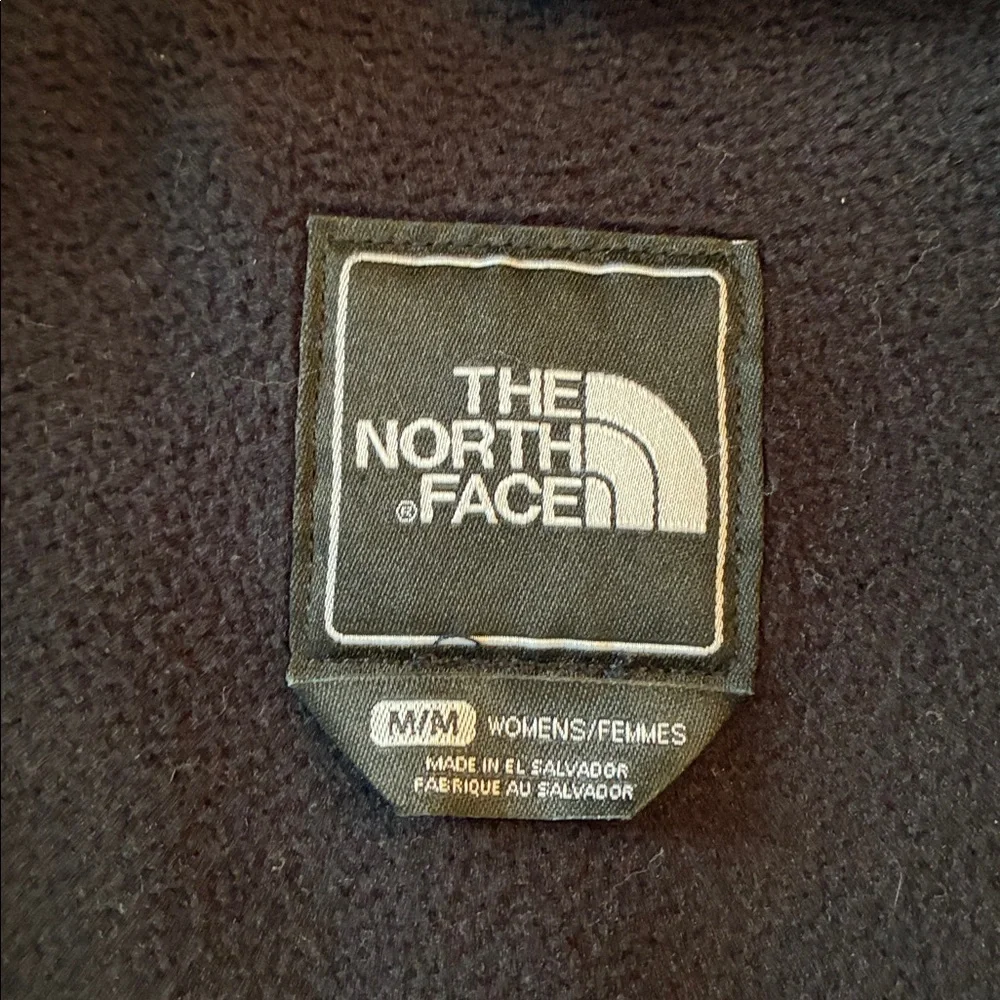 THE
NORTH
®FACE
M/M WOMENS/FEMMES
MADE IN EL SALVADOR
FABRIQUE AU SALVADOR